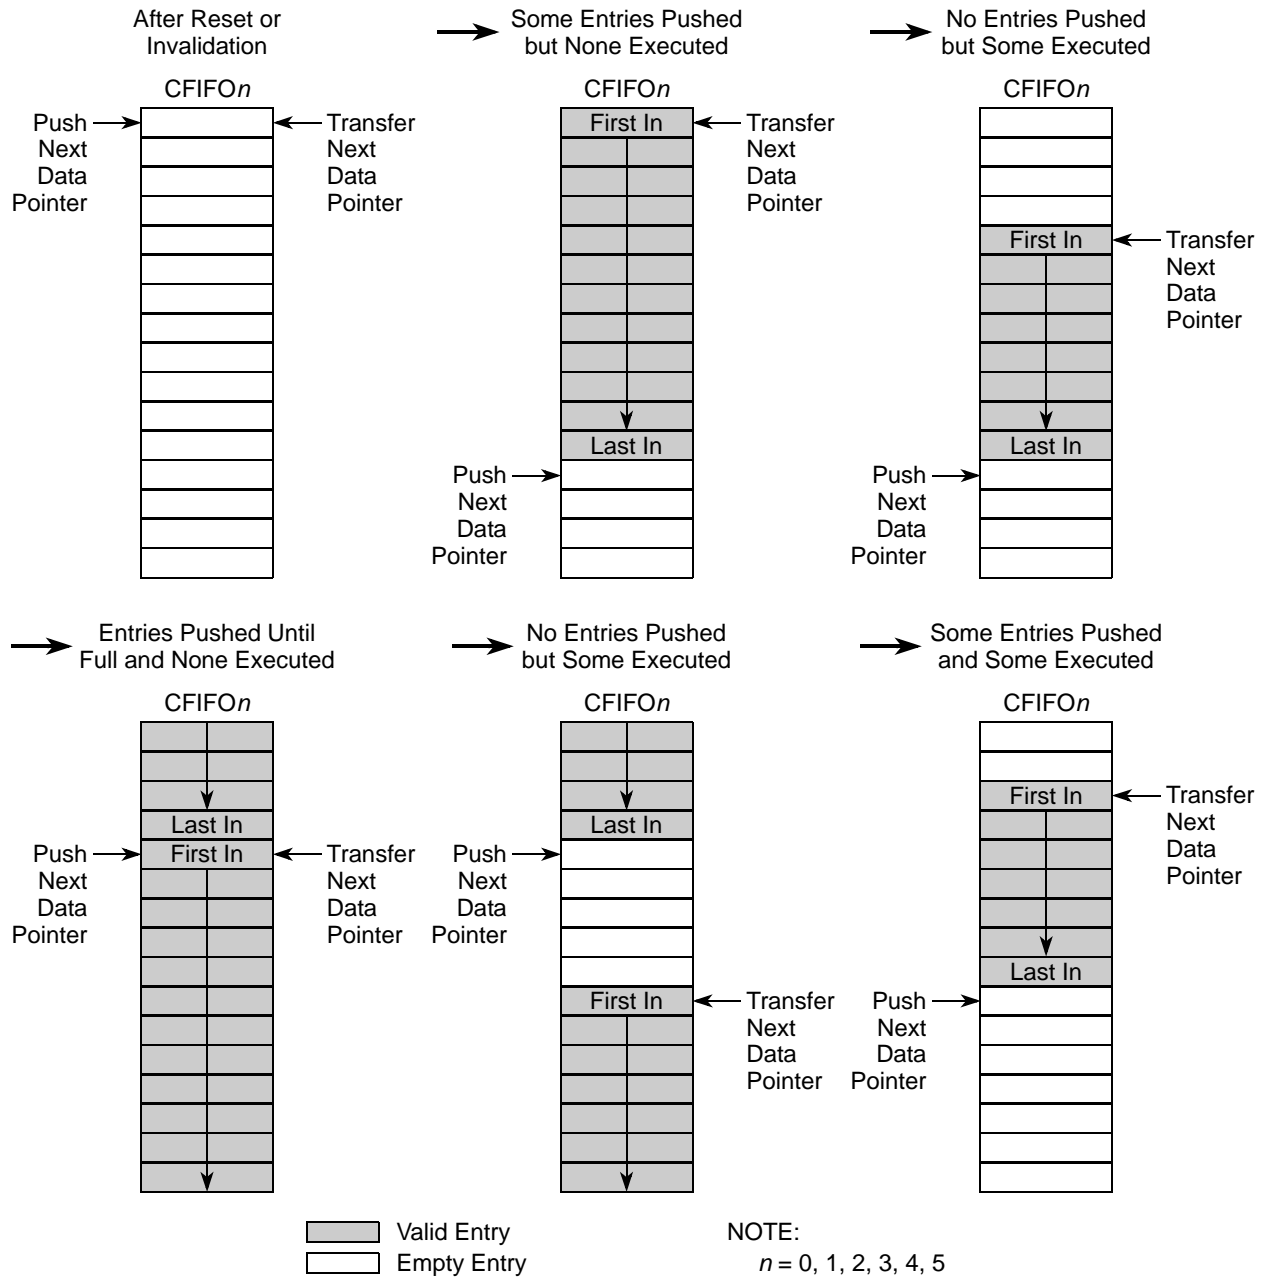 After Reset or
Invalidation
CFIFOn
Push
Next
Data
Pointer
Transfer
Next
Data
Pointer
Some Entries Pushed
but None Executed
CFIFOn
First In
Last In
Transfer
Next
Data
Pointer
Push
Next
Data
Pointer
No Entries Pushed
but Some Executed
CFIFOn
First In
Last In
Transfer
Next
Data
Pointer
Push
Next
Data
Pointer
Entries Pushed Until
Full and None Executed
CFIFOn
Last In
First In
Push
Next
Data
Pointer
Transfer
Next
Data
Pointer
No Entries Pushed
but Some Executed
CFIFOn
Last In
Push
Next
Data
Pointer
First In
Transfer
Next
Data
Pointer
Some Entries Pushed
and Some Executed
CFIFOn
First In
Transfer
Next
Data
Pointer
Last In
Push
Next
Data
Pointer
Valid Entry
Empty Entry
NOTE:
n = 0, 1, 2, 3, 4, 5